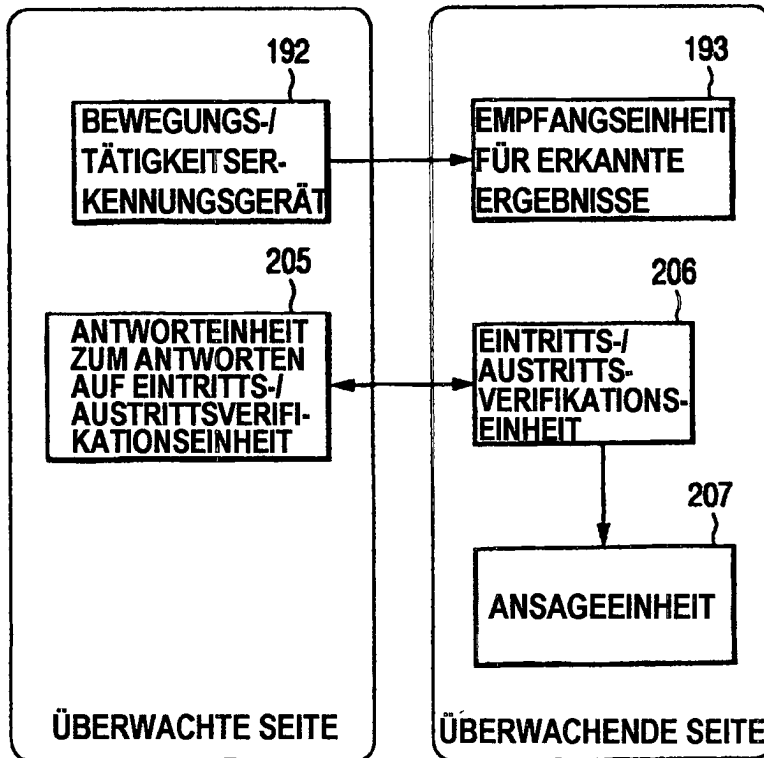 192
BEWEGUNGS-/
TÄTIGKEITSER-
KENNUNGSGERÄT
205
ANTWORTEINHEIT
ZUM ANTWORTEN
AUF EINTRITTS-/
AUSTRITTSVERIFI-
KATIONSEINHEIT
ÜBERWACHTE SEITE
193
EMPFANGSEINHEIT
FÜR ERKANNTE
ERGEBNISSE
206
EINTRITTS-/
AUSTRITTS-
VERIFIKATIONS-
EINHEIT
207
ANSAGEEINHEIT
ÜBERWACHENDE SEITE